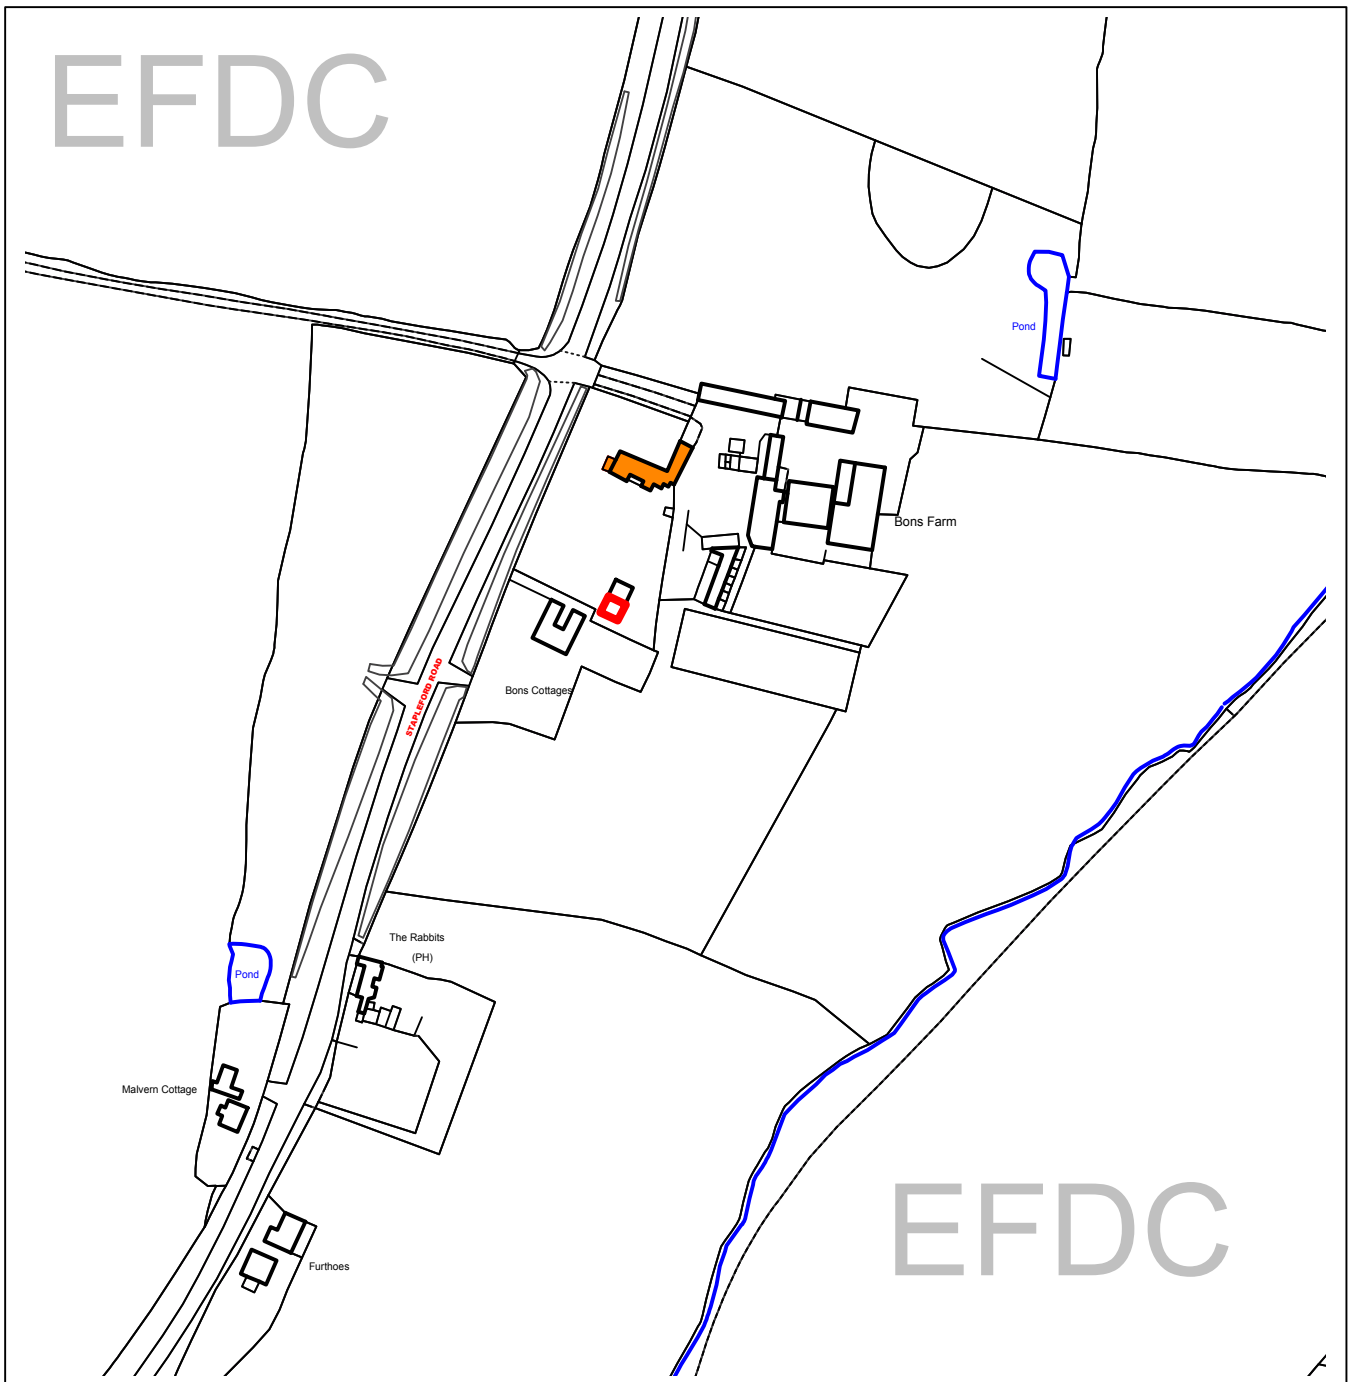 EFDC
Pond
Bons Farm
STAPLEFORD ROAD
Bons Cottages
The Rabbits
(PH)
Pond
Malvern Cottage
EFDC
Furthoes